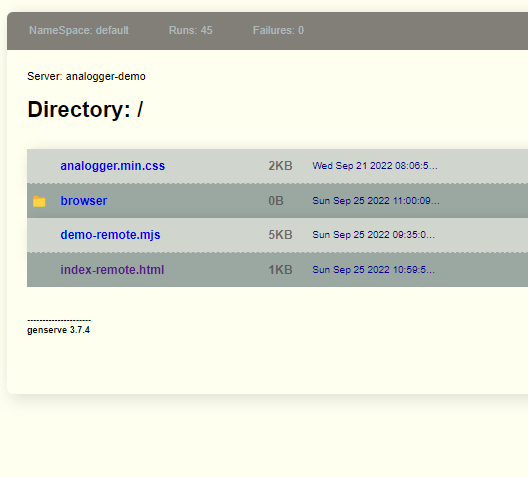 NameSpace: default Runs: 45 Failures: 0
Server: analogger-demo
Directory: /
analogger.min.css 2KB Wed Sep 21 2022 08:06:5...
browser 0B Sun Sep 25 2022 11:00:09...
demo-remote.mjs 5KB Sun Sep 25 2022 09:35:0...
index-remote.html 1KB Sun Sep 25 2022 10:59:5...
---------------------
genserve 3.7.4